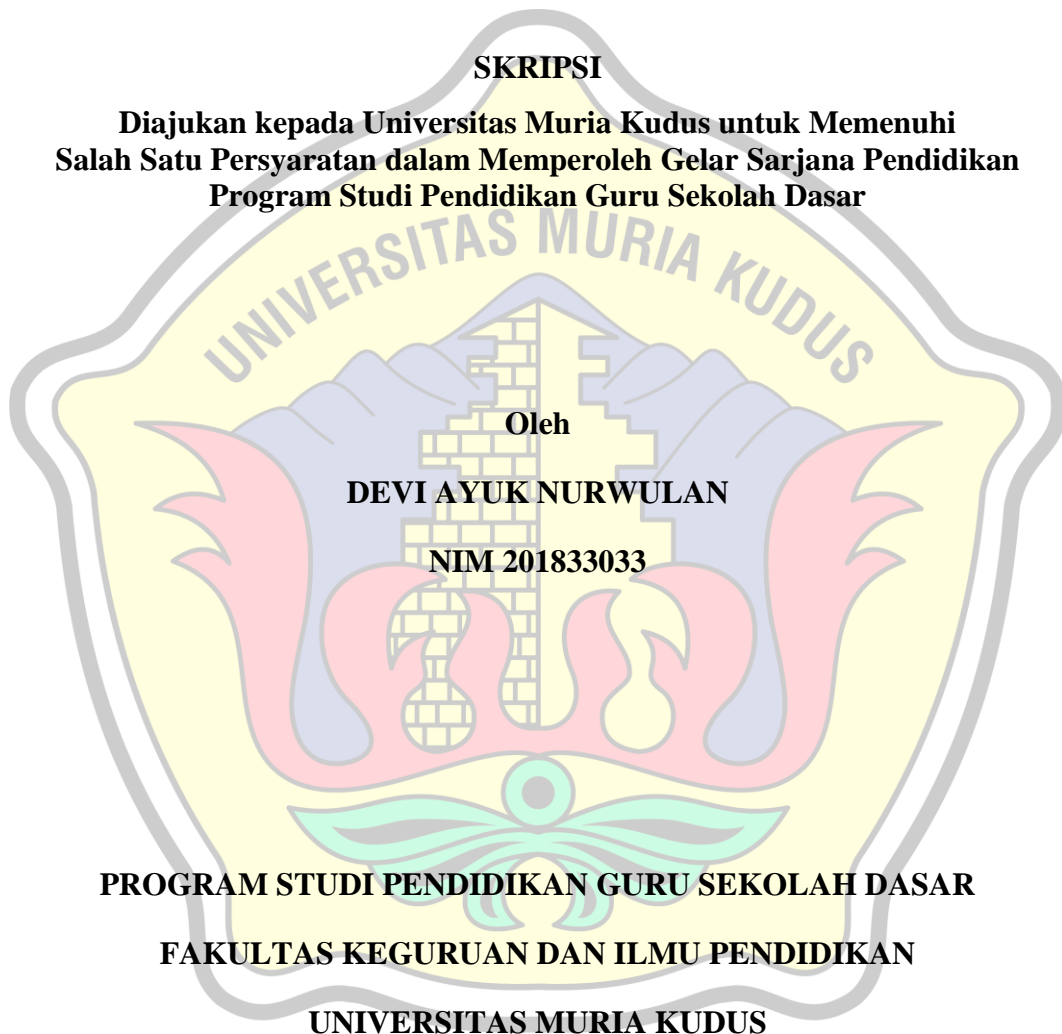 SKRIPSI
Diajukan kepada Universitas Muria Kudus untuk Memenuhi
Salah Satu Persyaratan dalam Memperoleh Gelar Sarjana Pendidikan
Program Studi Pendidikan Guru Sekolah Dasar
UNIVERSITAS MURIA KUDUS
Oleh
DEVI AYUK NURWULAN
NIM 201833033
PROGRAM STUDI PENDIDIKAN GURU SEKOLAH DASAR
FAKULTAS KEGURUAN DAN ILMU PENDIDIKAN
UNIVERSITAS MURIA KUDUS